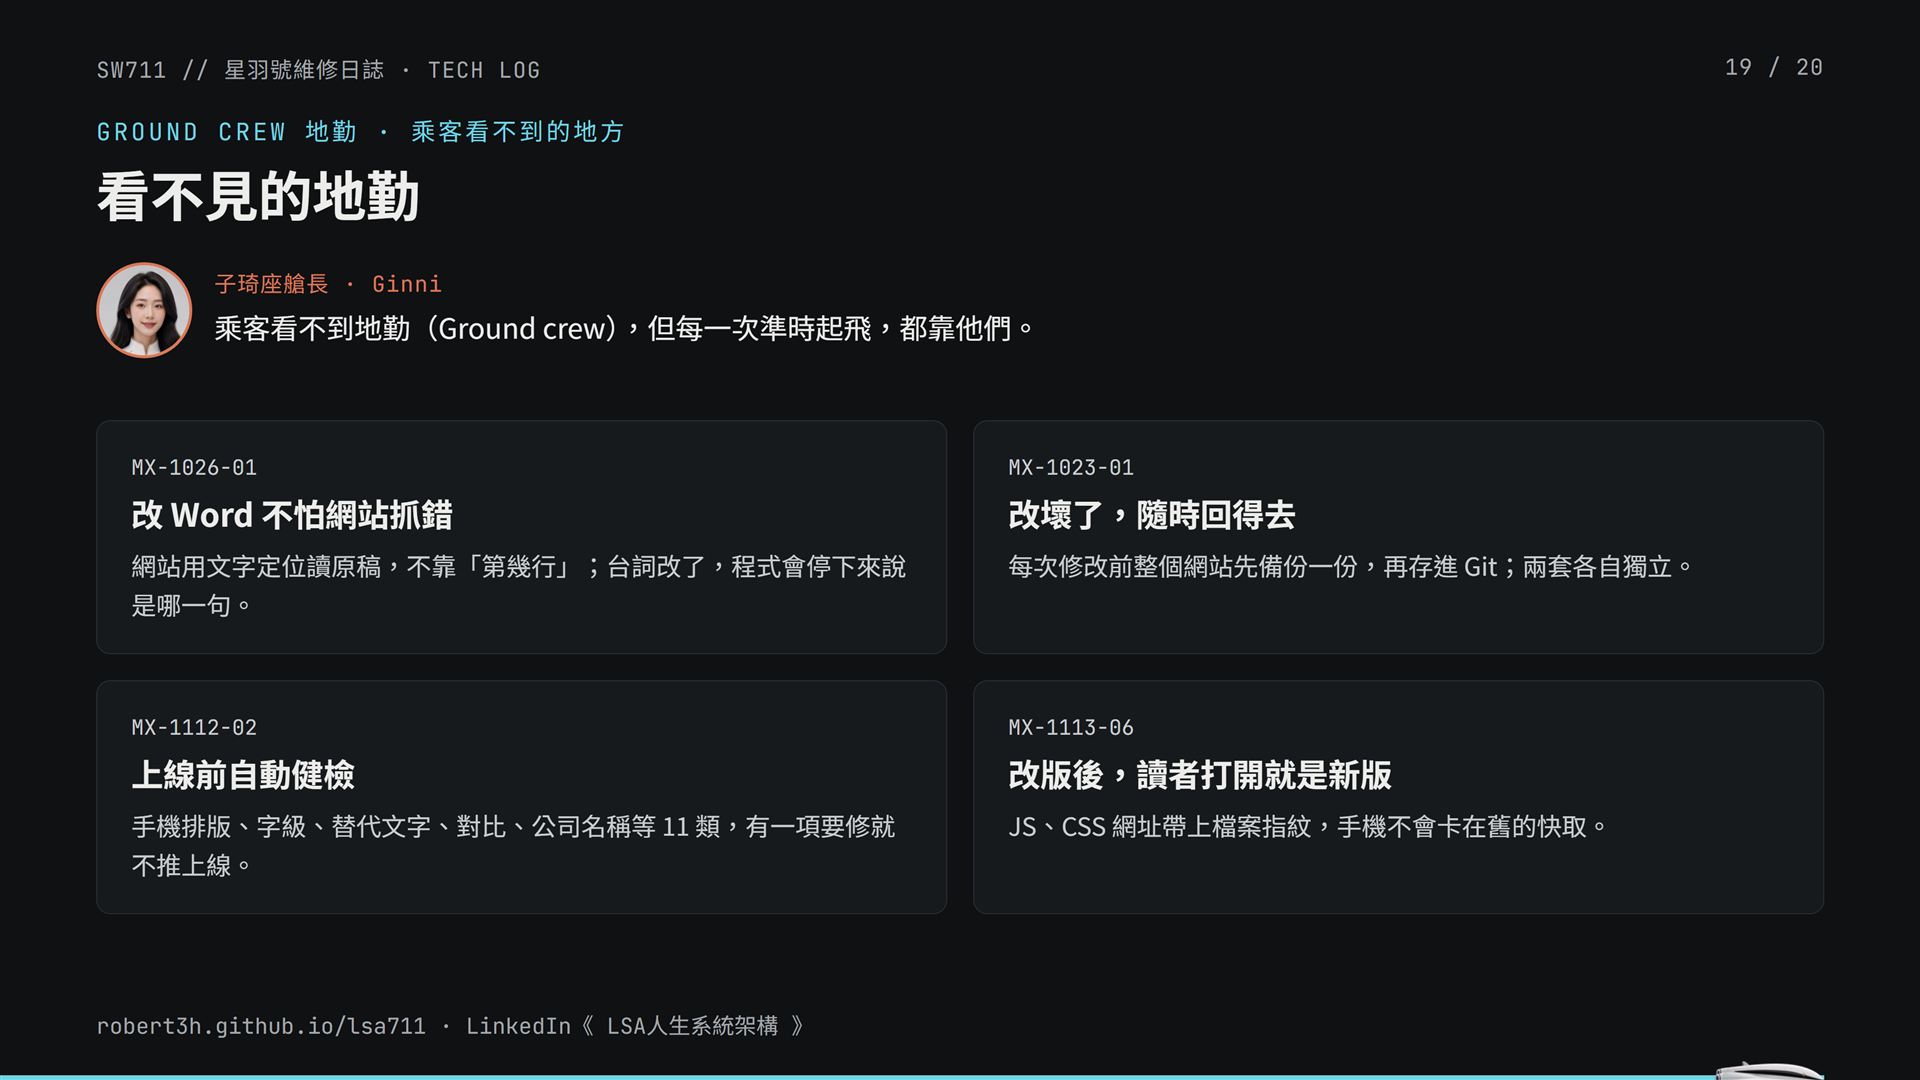 SW711 // 星羽號維修日誌 · TECH LOG
19 / 20
GROUND CREW 地勤 · 乘客看不到的地方
看不見的地勤
子琦座艙長 · Ginni
乘客看不到地勤（Ground crew），但每一次準時起飛，都靠他們。
MX-1026-01
改 Word 不怕網站抓錯
網站用文字定位讀原稿，不靠「第幾行」；台詞改了，程式會停下來說
是哪一句。
MX-1023-01
改壞了，隨時回得去
每次修改前整個網站先備份一份，再存進 Git；兩套各自獨立。
MX-1112-02
上線前自動健檢
手機排版、字級、替代文字、對比、公司名稱等 11 類，有一項要修就
不推上線。
MX-1113-06
改版後，讀者打開就是新版
JS、CSS 網址帶上檔案指紋，手機不會卡在舊的快取。
robert3h.github.io/lsa711 · LinkedIn《 LSA人生系統架構 》